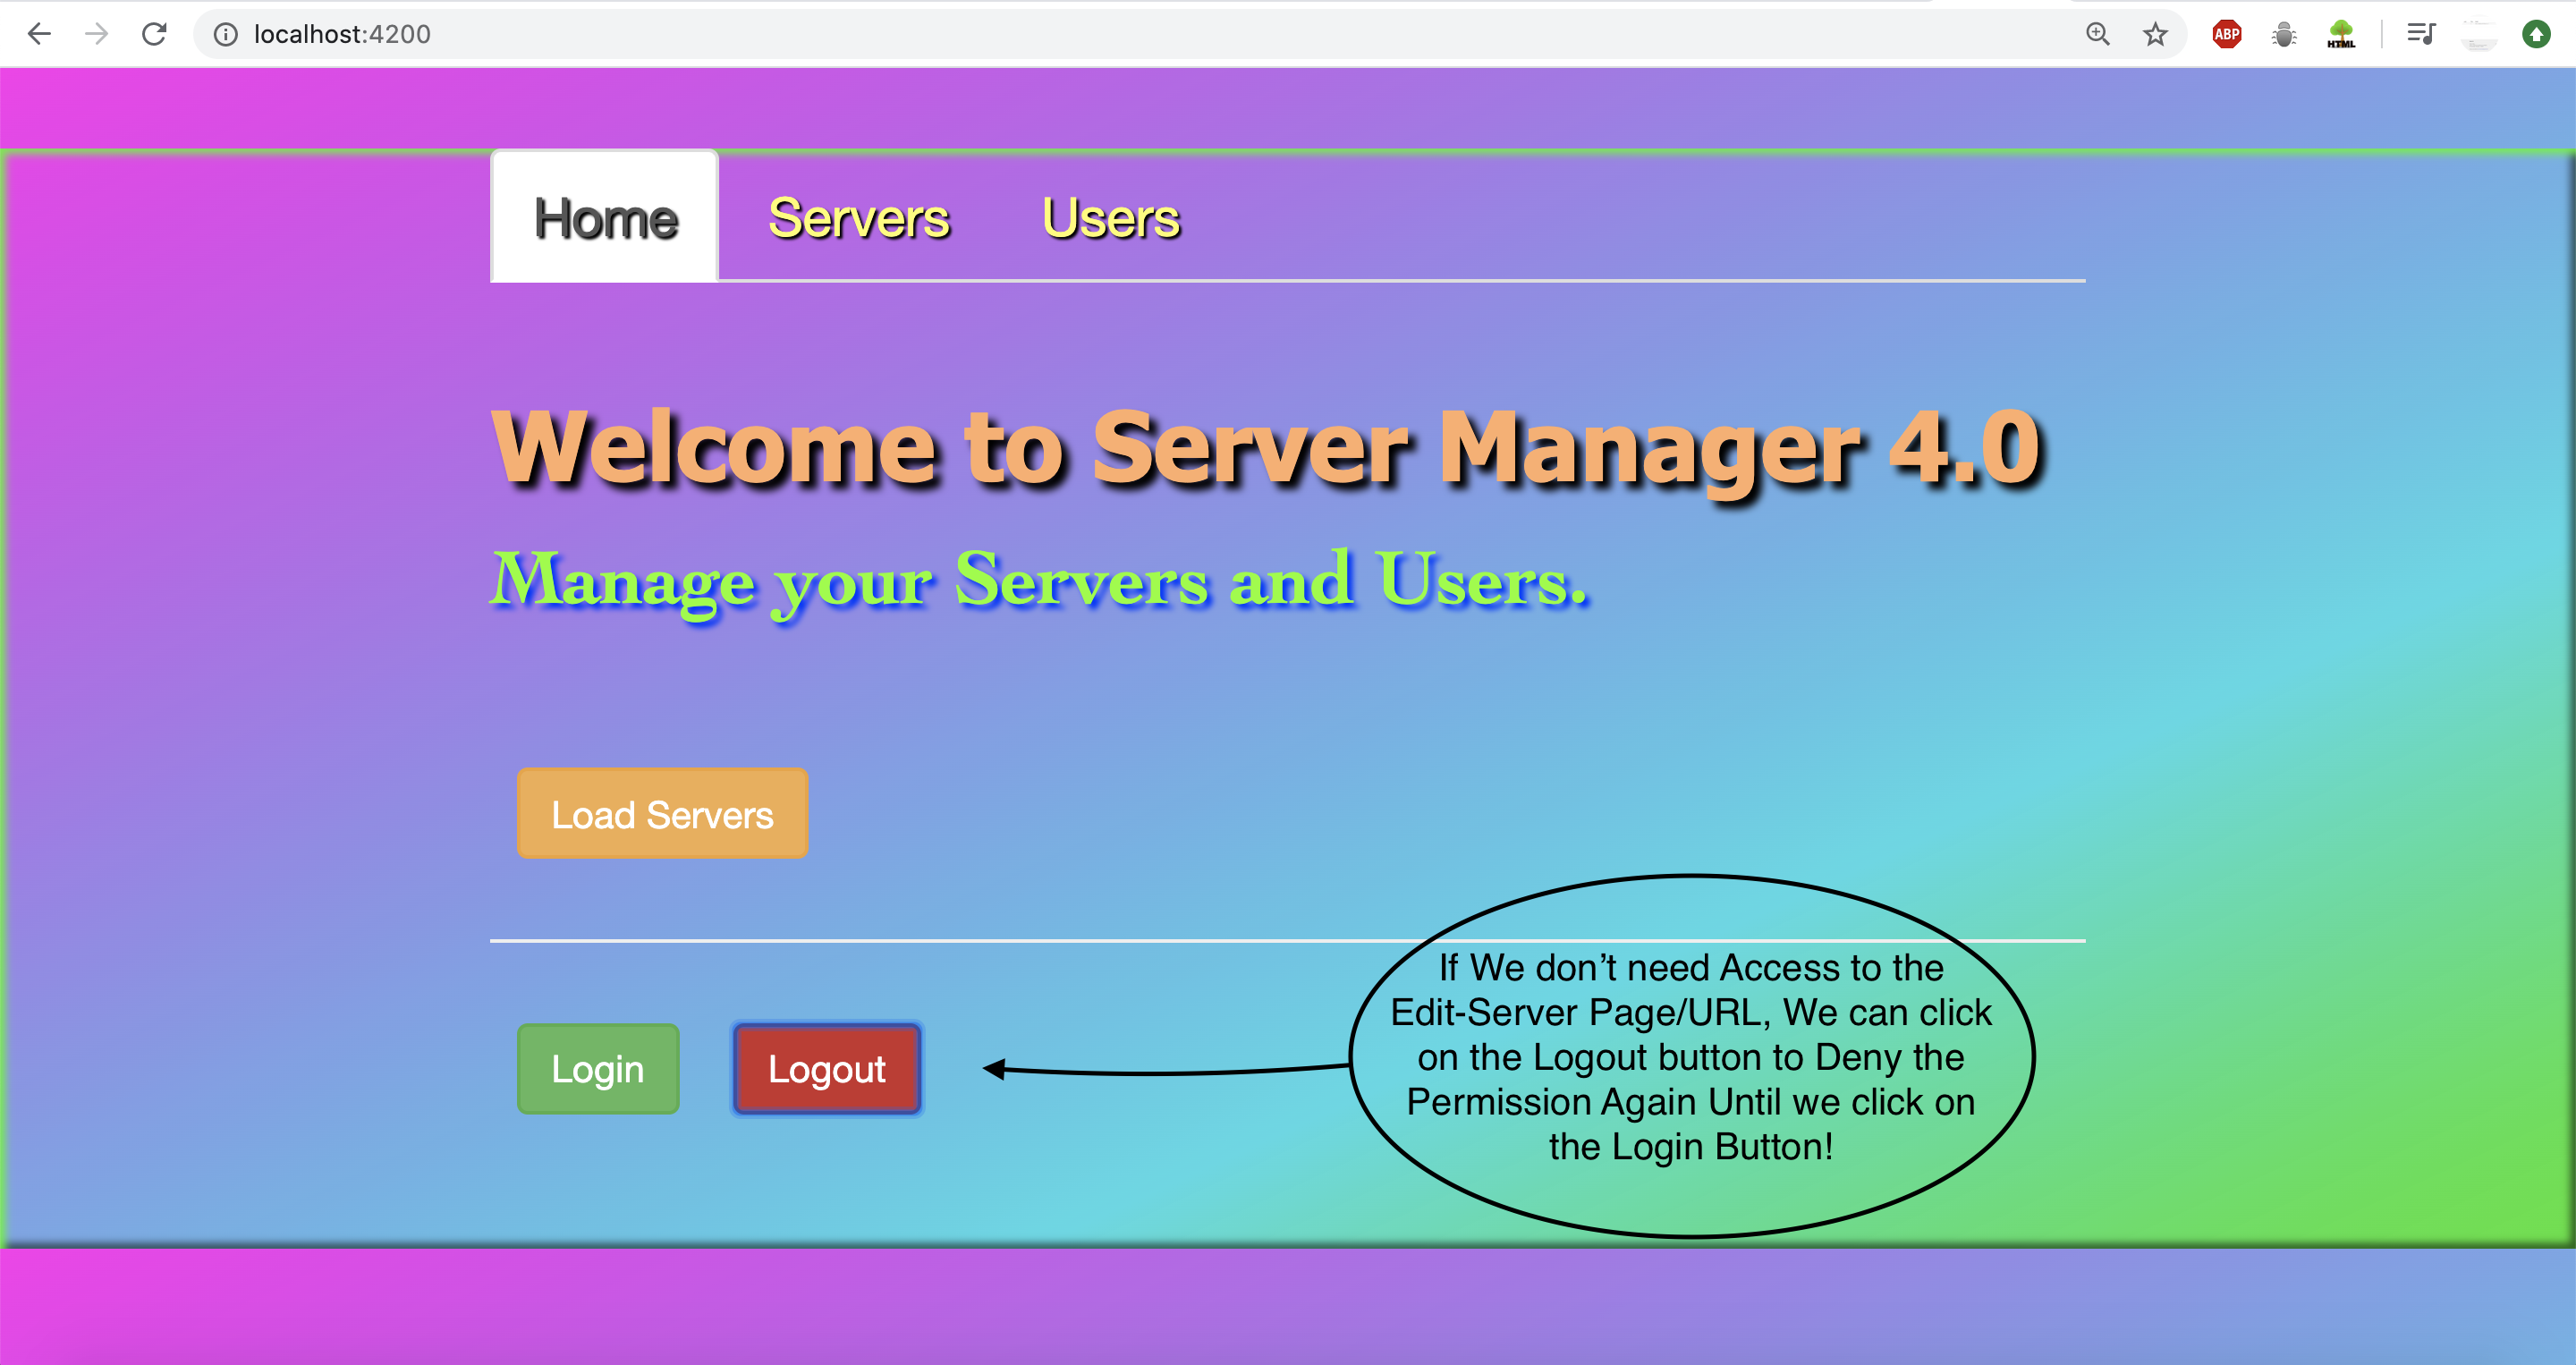 localhost:4200
ABP
HTML
Home Servers Users
Welcome to Server Manager 4.0
Manage your Servers and Users.
Load Servers
If We don’t need Access to the
Edit-Server Page/URL, We can click
on the Logout button to Deny the
Permission Again Until we click on
the Login Button!
Login Logout